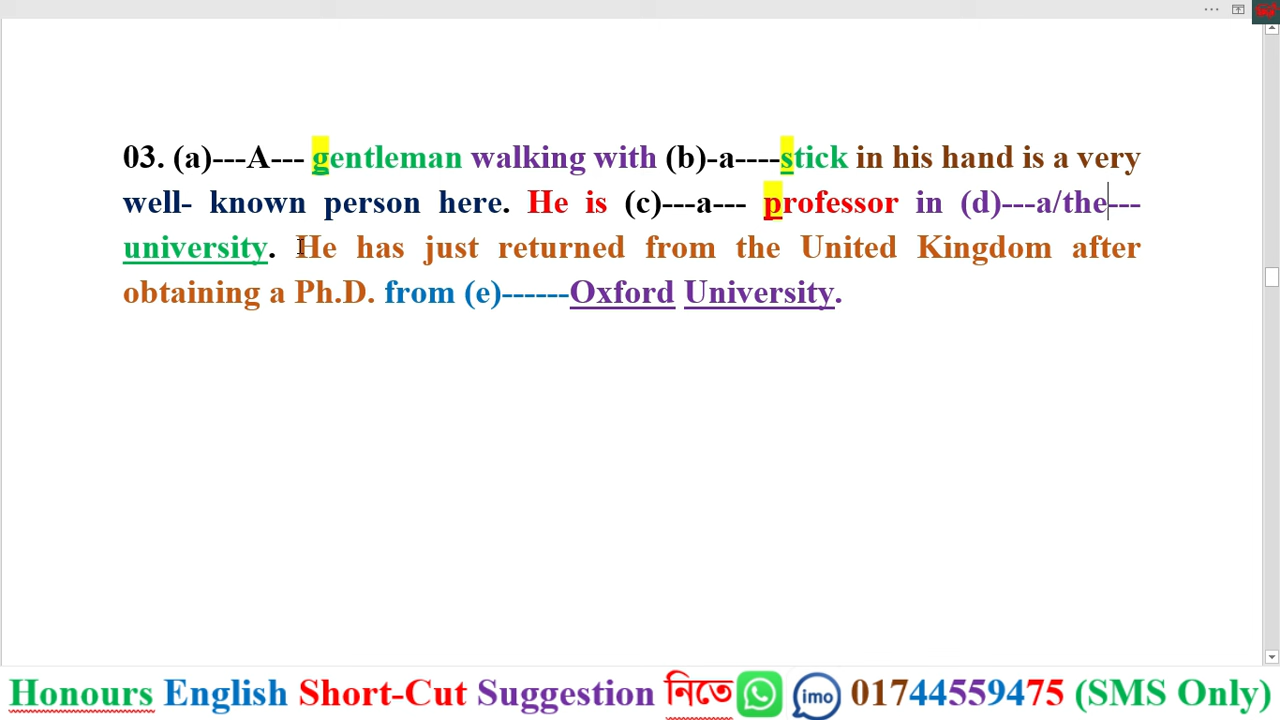 03. (a)---A--- gentleman walking with (b)-a----stick in his hand is a very
well- known person here. He is (c)---a--- professor in (d)---a/the---
university. He has just returned from the United Kingdom after
obtaining a Ph.D. from (e)------Oxford University.
Honours English Short-Cut Suggestion নিতে imo 01744559475 (SMS Only)